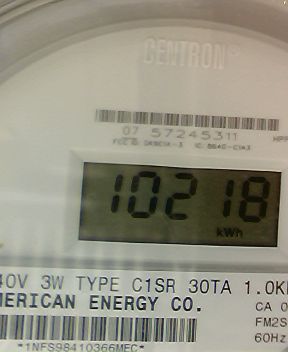 CENTRON®
07 57245311
10218
kWh
40V 3W TYPE C1SR 30TA 1.0K
MERICAN ENERGY CO.
CA 0
FM2S
60Hz
*1NFS98410366MEC*